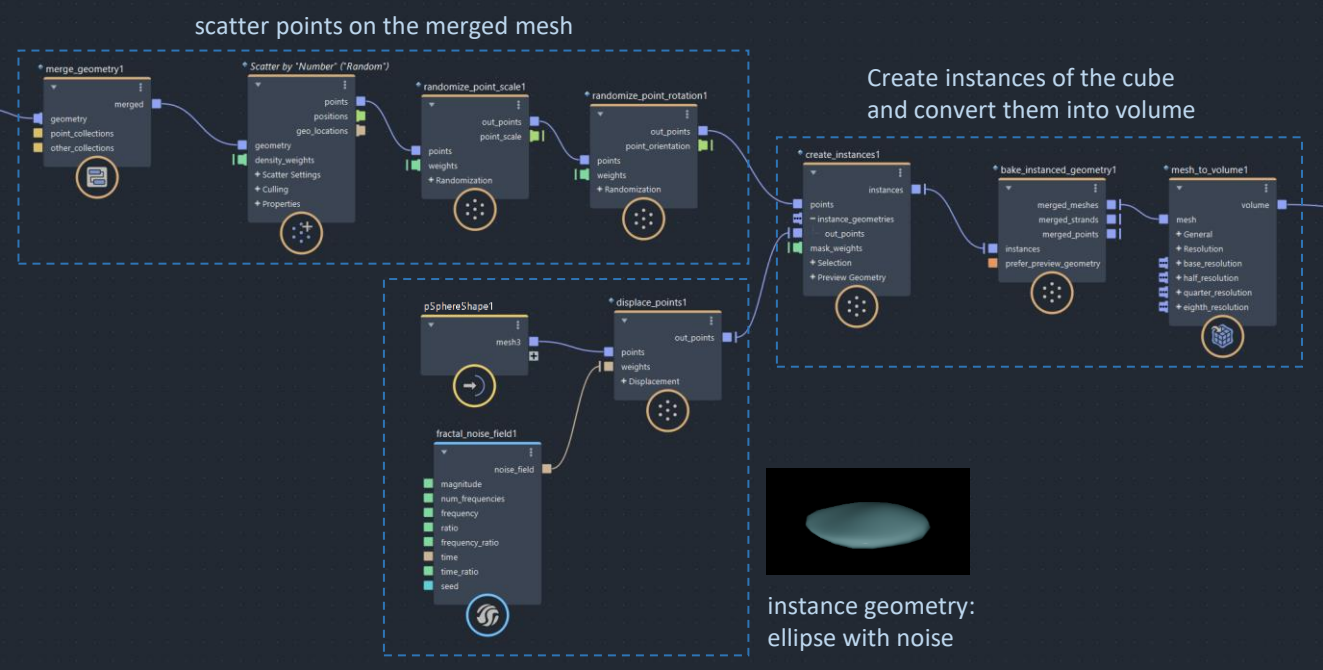 scatter points on the merged mesh
merge_geometry1
merged
geometry
point_collections
other_collections
Scatter by "Number" ("Random")
points
positions
geo_locations
geometry
density_weights
+ Scatter Settings
+ Culling
+ Properties
randomize_point_scale1
out_points
point_scale
points
weights
+ Randomization
randomize_point_rotation1
out_points
point_orientation
points
weights
+ Randomization
Create instances of the cube
and convert them into volume
create_instances1
instances
points
− instance_geometries
out_points
mask_weights
+ Selection
+ Preview Geometry
bake_instanced_geometry1
merged_meshes
merged_strands
merged_points
instances
prefer_preview_geometry
mesh_to_volume1
volume
mesh
+ General
+ Resolution
+ base_resolution
+ half_resolution
+ quarter_resolution
+ eighth_resolution
pSphereShape1
mesh3
displace_points1
out_points
points
weights
+ Displacement
fractal_noise_field1
noise_field
magnitude
num_frequencies
frequency
ratio
frequency_ratio
time
time_ratio
seed
instance geometry:
ellipse with noise